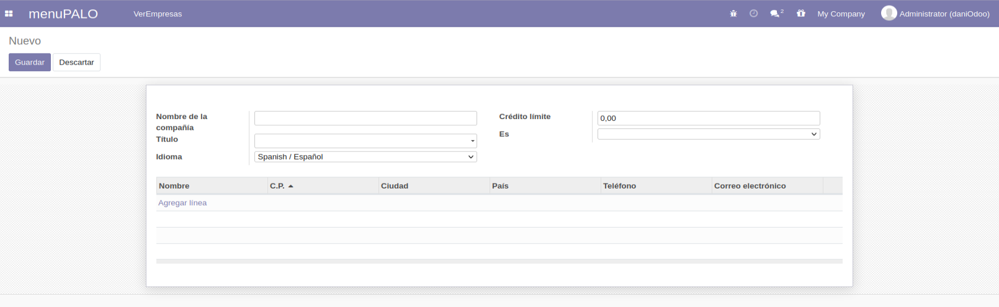 menuPALO VerEmpresas 2 My Company Administrator (daniOdoo)
Nuevo
Guardar Descartar
Nombre de la
compañía
Título
Idioma Spanish / Español
Crédito límite 0,00
Es
Nombre C.P. Ciudad País Teléfono Correo electrónico
Agregar línea